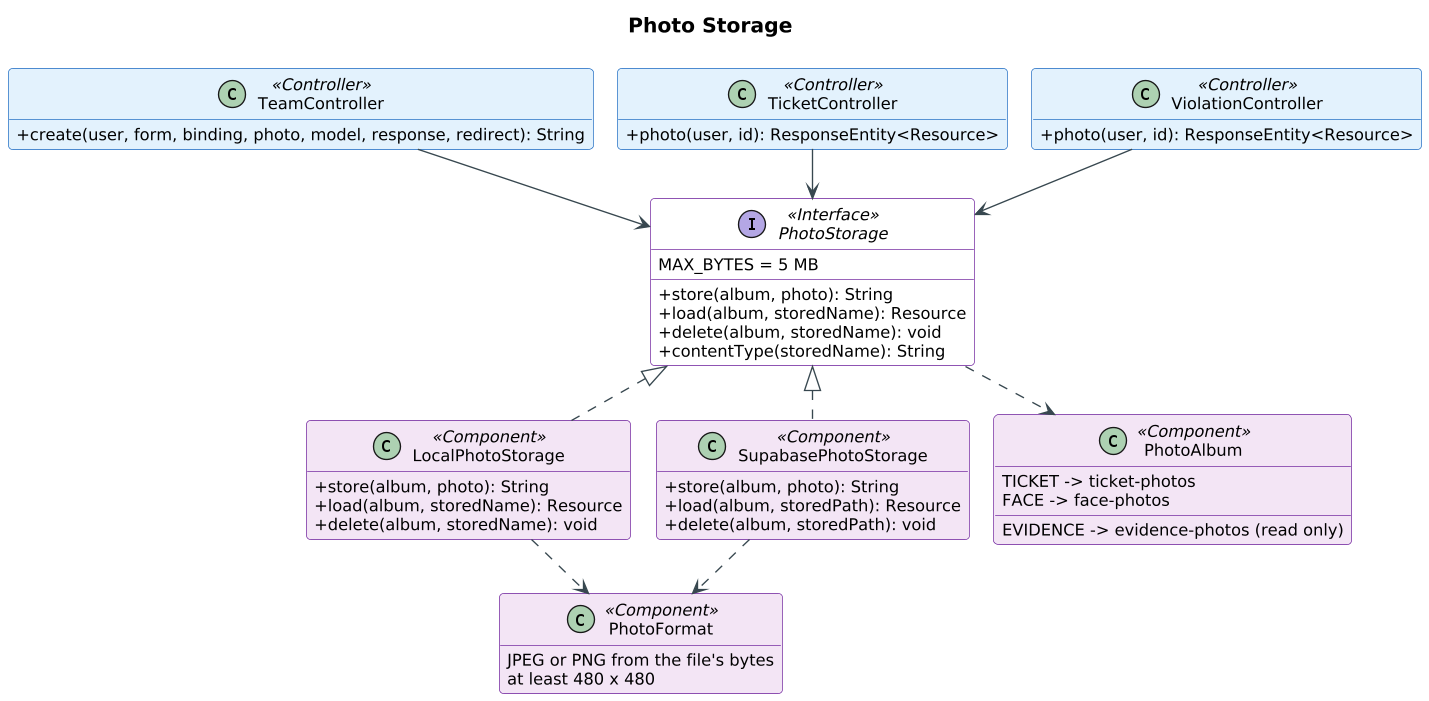 Photo Storage
C
«Controller»
TeamController
+create(user, form, binding, photo, model, response, redirect): String
C
«Controller»
TicketController
+photo(user, id): ResponseEntity<Resource>
C
«Controller»
ViolationController
+photo(user, id): ResponseEntity<Resource>
I
«Interface»
PhotoStorage
MAX_BYTES = 5 MB
+store(album, photo): String
+load(album, storedName): Resource
+delete(album, storedName): void
+contentType(storedName): String
C
«Component»
LocalPhotoStorage
+store(album, photo): String
+load(album, storedName): Resource
+delete(album, storedName): void
C
«Component»
SupabasePhotoStorage
+store(album, photo): String
+load(album, storedPath): Resource
+delete(album, storedPath): void
C
«Component»
PhotoAlbum
TICKET -> ticket-photos
FACE -> face-photos
EVIDENCE -> evidence-photos (read only)
C
«Component»
PhotoFormat
JPEG or PNG from the file's bytes
at least 480 x 480